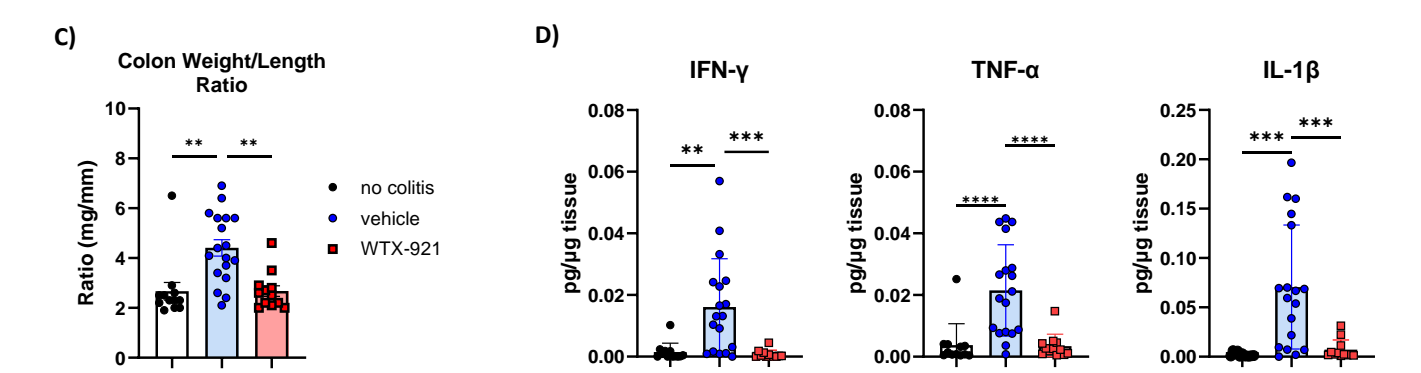 C)
Colon Weight/Length
Ratio
Ratio (mg/mm)
10
8
6
4
2
0
**
**
no colitis
vehicle
WTX-921
D)
IFN-γ
pg/μg tissue
0.08
0.06
0.04
0.02
0.00
**
***
TNF-α
pg/μg tissue
0.08
0.06
0.04
0.02
0.00
****
****
IL-1β
pg/μg tissue
0.25
0.20
0.15
0.10
0.05
0.00
***
***